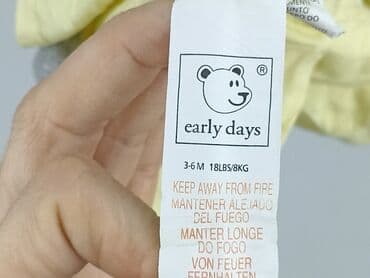 ®
early days
3-6 M 18LBS/8KG
KEEP AWAY FROM FIRE
MANTENER ALEJADO
DEL FUEGO
MANTER LONGE
DO FOGO
VON FEUER
FERNHALTEN